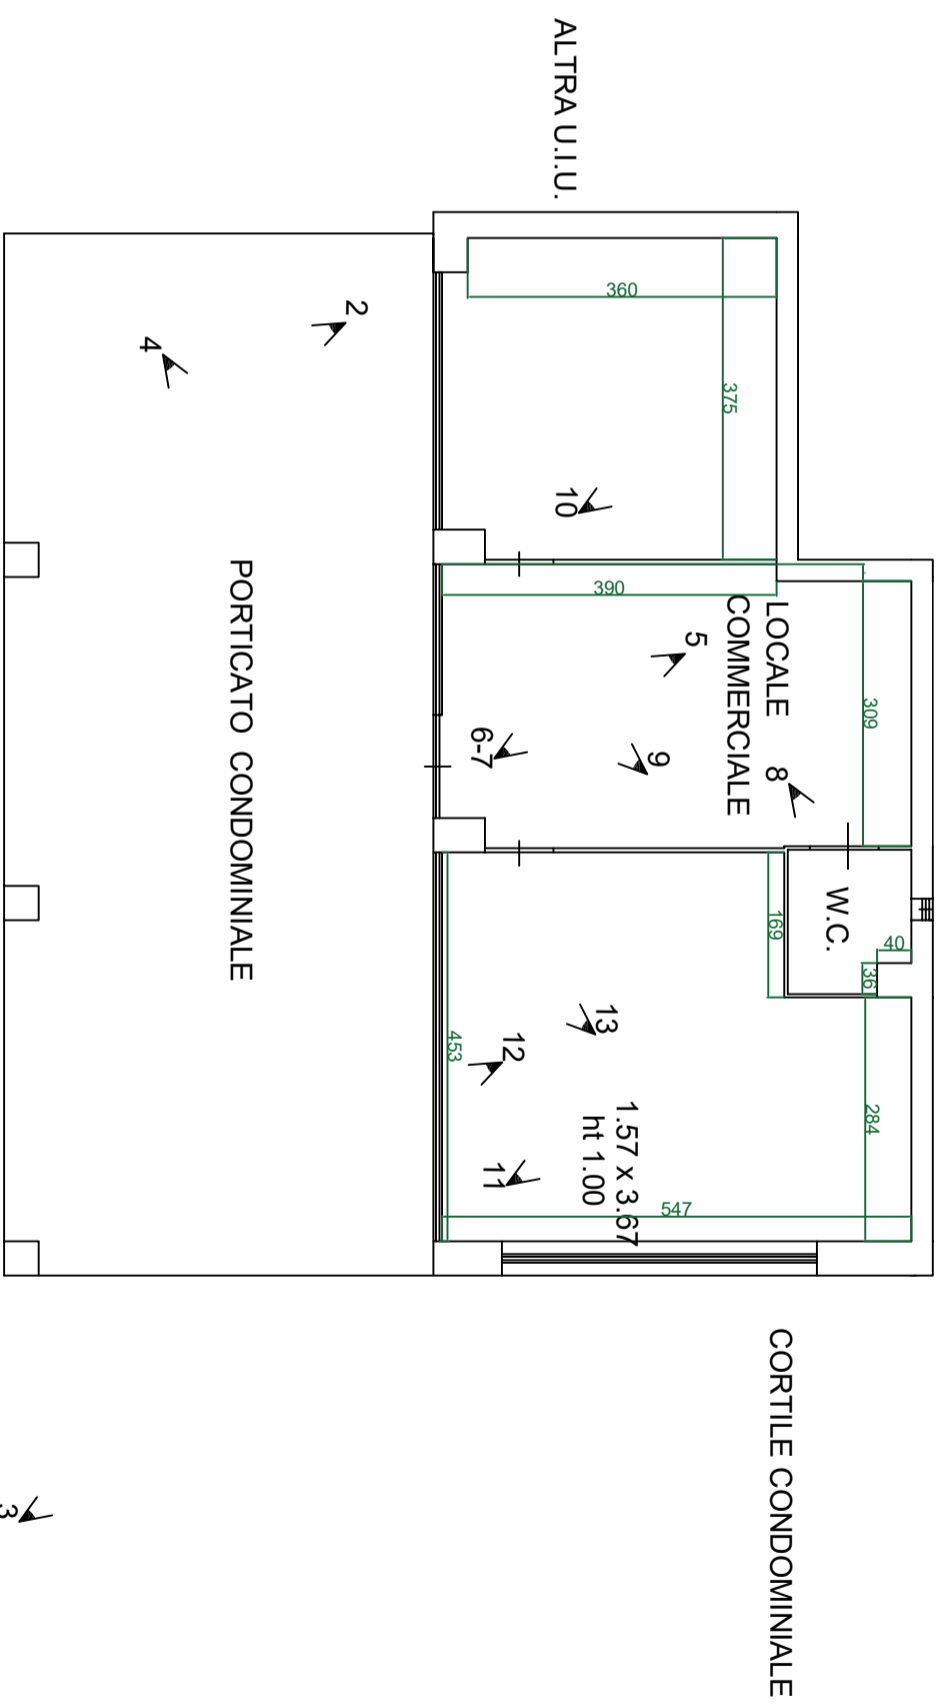 ALTRA U.I.U.
CORTILE CONDOMINIALE
LOCALE
COMMERCIALE
W.C.
PORTICATO CONDOMINIALE
1.57 x 3.67
ht 1.00
360
375
390
309
169
40
36
284
453
547
2
3
4
5
6-7
8
9
10
11
12
13